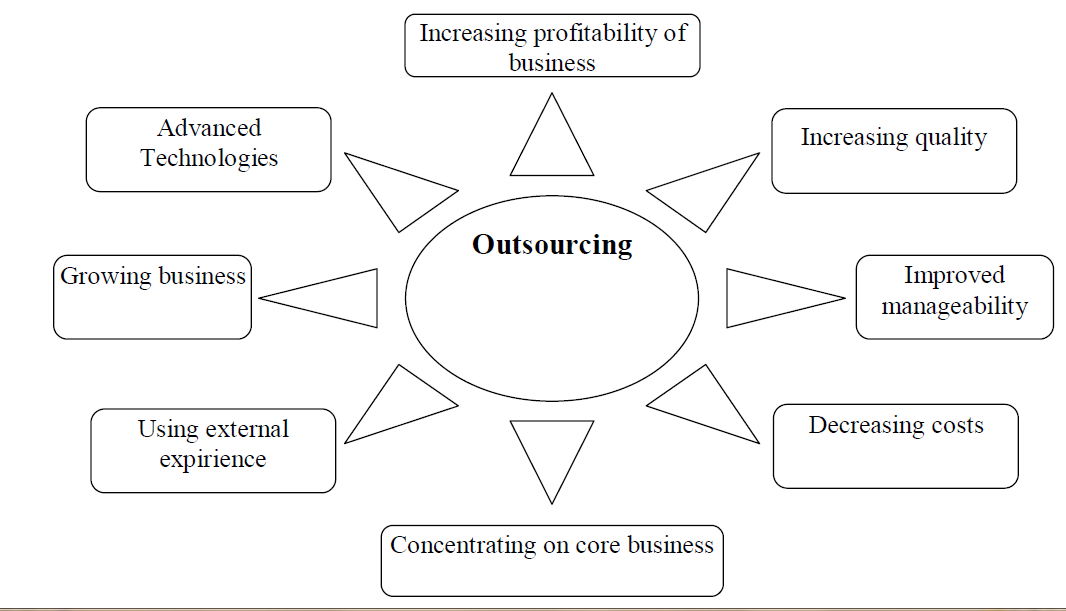 Increasing profitability of
business
Advanced
Technologies
Increasing quality
Outsourcing
Growing business
Improved
manageability
Using external
expirience
Decreasing costs
Concentrating on core business